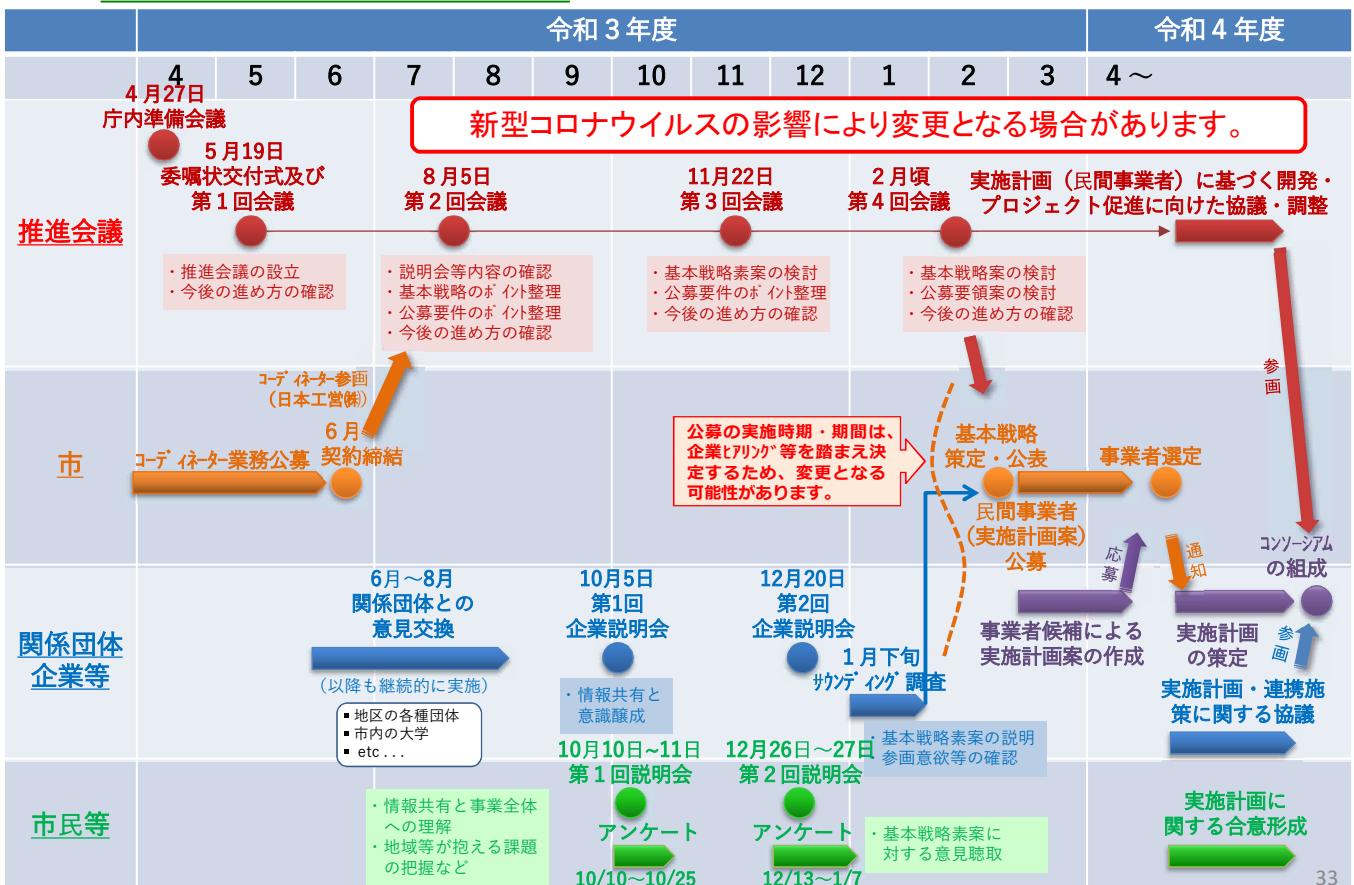 令和３年度
令和４年度
4
5
6
7
8
9
10
11
12
1
2
3
4 ～
新型コロナウイルスの影響により変更となる場合があります。
推進会議
４月27日
庁内準備会議
５月19日
委嘱状交付式及び
第１回会議
・推進会議の設立
・今後の進め方の確認
８月5日
第２回会議
・説明会等内容の確認
・基本戦略のﾎﾟｲﾝﾄ整理
・公募要件のﾎﾟｲﾝﾄ整理
・今後の進め方の確認
11月22日
第３回会議
・基本戦略素案の検討
・公募要件のﾎﾟｲﾝﾄ整理
・今後の進め方の確認
２月頃
第４回会議
・基本戦略案の検討
・公募要領案の検討
・今後の進め方の確認
実施計画（民間事業者）に基づく開発・
プロジェクト促進に向けた協議・調整
参画
市
ｺｰﾃﾞｨﾈｰﾀｰ業務公募
ｺｰﾃﾞｨﾈｰﾀｰ参画
（日本工営㈱）
６月
契約締結
公募の実施時期・期間は、
企業ﾋｱﾘﾝｸﾞ等を踏まえ決
定するため、変更となる
可能性があります。
基本戦略
策定・公表
民間事業者
（実施計画案）
公募
事業者選定
応募
通知
ｺﾝｿｰｼｱﾑ
の組成
関係団体
企業等
6月～8月
関係団体との
意見交換
（以降も継続的に実施）
▪ 地区の各種団体
▪ 市内の大学
▪ etc . . .
10月5日
第1回
企業説明会
・情報共有と
意識醸成
12月20日
第2回
企業説明会
１月下旬
ｻｳﾝﾃﾞｨﾝｸﾞ調査
・基本戦略素案の説明
参画意欲等の確認
事業者候補による
実施計画案の作成
実施計画
の策定
参画
実施計画・連携施
策に関する協議
市民等
・情報共有と事業全体
への理解
・地域等が抱える課題
の把握など
10月10日~11日
第１回説明会
アンケート
10/10～10/25
12月26日～27日
第２回説明会
アンケート
12/13～1/7
・基本戦略素案に
対する意見聴取
実施計画に
関する合意形成
33